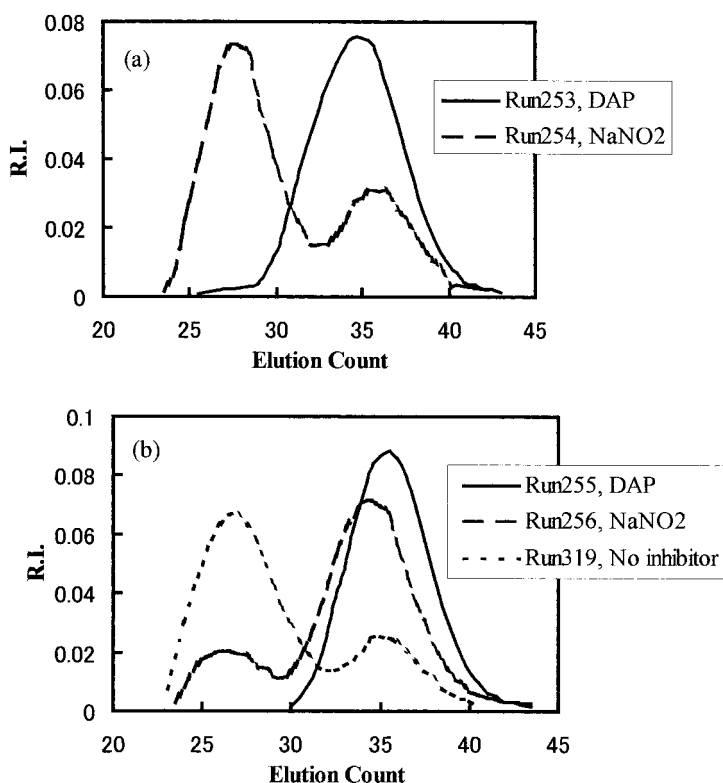 (a)
R.I.
0.08
0.06
0.04
0.02
0
20 25 30 35 40 45
Elution Count
Run253, DAP
Run254, NaNO2
(b)
R.I.
0.1
0.08
0.06
0.04
0.02
0
20 25 30 35 40 45
Elution Count
Run255, DAP
Run256, NaNO2
Run319, No inhibitor